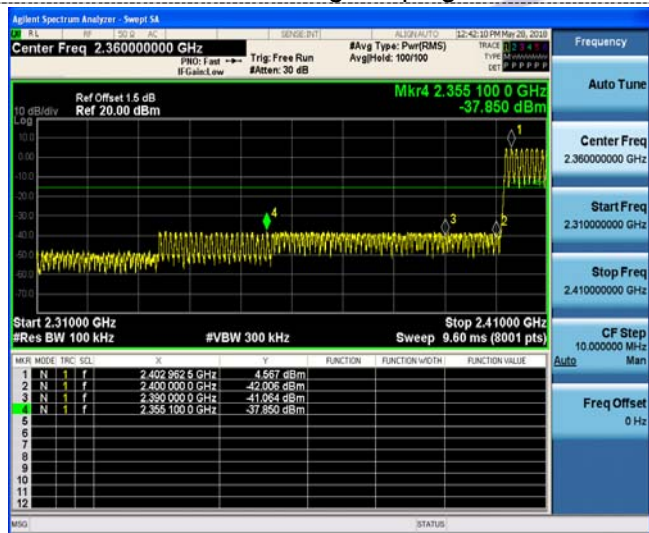 Agilent Spectrum Analyzer - Swept SA
RL RF 50 Ω AC SENSE:INT ALIGNAUTO 12:42:10 PM May 28, 2018
Center Freq 2.360000000 GHz #Avg Type: Pwr(RMS) TRACE 1 2 3 4 5 6 Frequency
PNO: Fast Trig: Free Run Avg|Hold: 100/100 TYPE
IFGain:Low #Atten: 30 dB DET P P P P P P
Auto Tune
Mkr4 2.355 100 0 GHz
Ref Offset 1.5 dB -37.850 dBm
10 dB/div Ref 20.00 dBm
Log
10.0
0.00
-10.0
-20.0
-30.0
-40.0
-50.0
-60.0
-70.0
1
2
3
4
Center Freq
2.360000000 GHz
Start Freq
2.310000000 GHz
Stop Freq
2.410000000 GHz
Start 2.31000 GHz Stop 2.41000 GHz
#Res BW 100 kHz #VBW 300 kHz Sweep 9.60 ms (8001 pts)
CF Step
10.000000 MHz
Auto Man
MKR MODE TRC SCL X Y FUNCTION FUNCTION WIDTH FUNCTION VALUE
1 N 1 f 2.402 962 5 GHz 4.567 dBm
2 N 1 f 2.400 000 0 GHz -42.006 dBm
3 N 1 f 2.390 000 0 GHz -41.064 dBm
4 N 1 f 2.355 100 0 GHz -37.850 dBm
5
6
7
8
9
10
11
12
Freq Offset
0 Hz
MSG STATUS